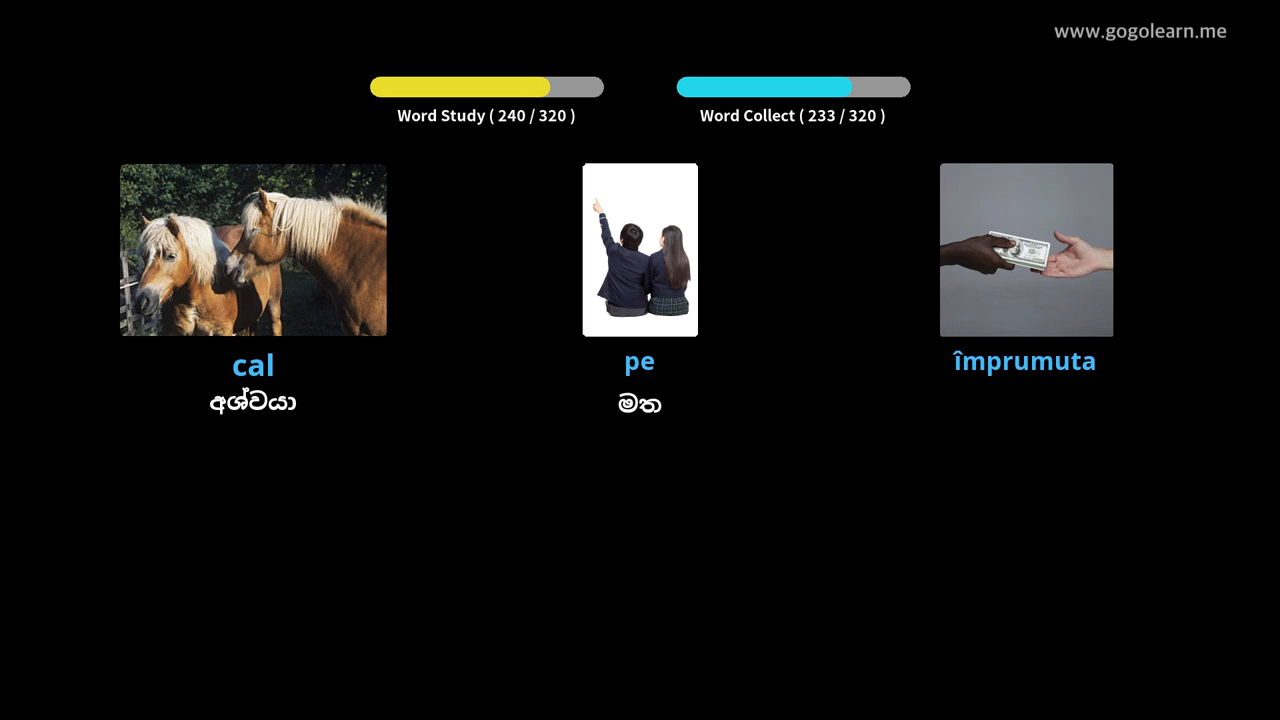 www.gogolearn.me
Word Study ( 240 / 320 )
Word Collect ( 233 / 320 )
cal
අශ්වයා
pe
මත
împrumuta